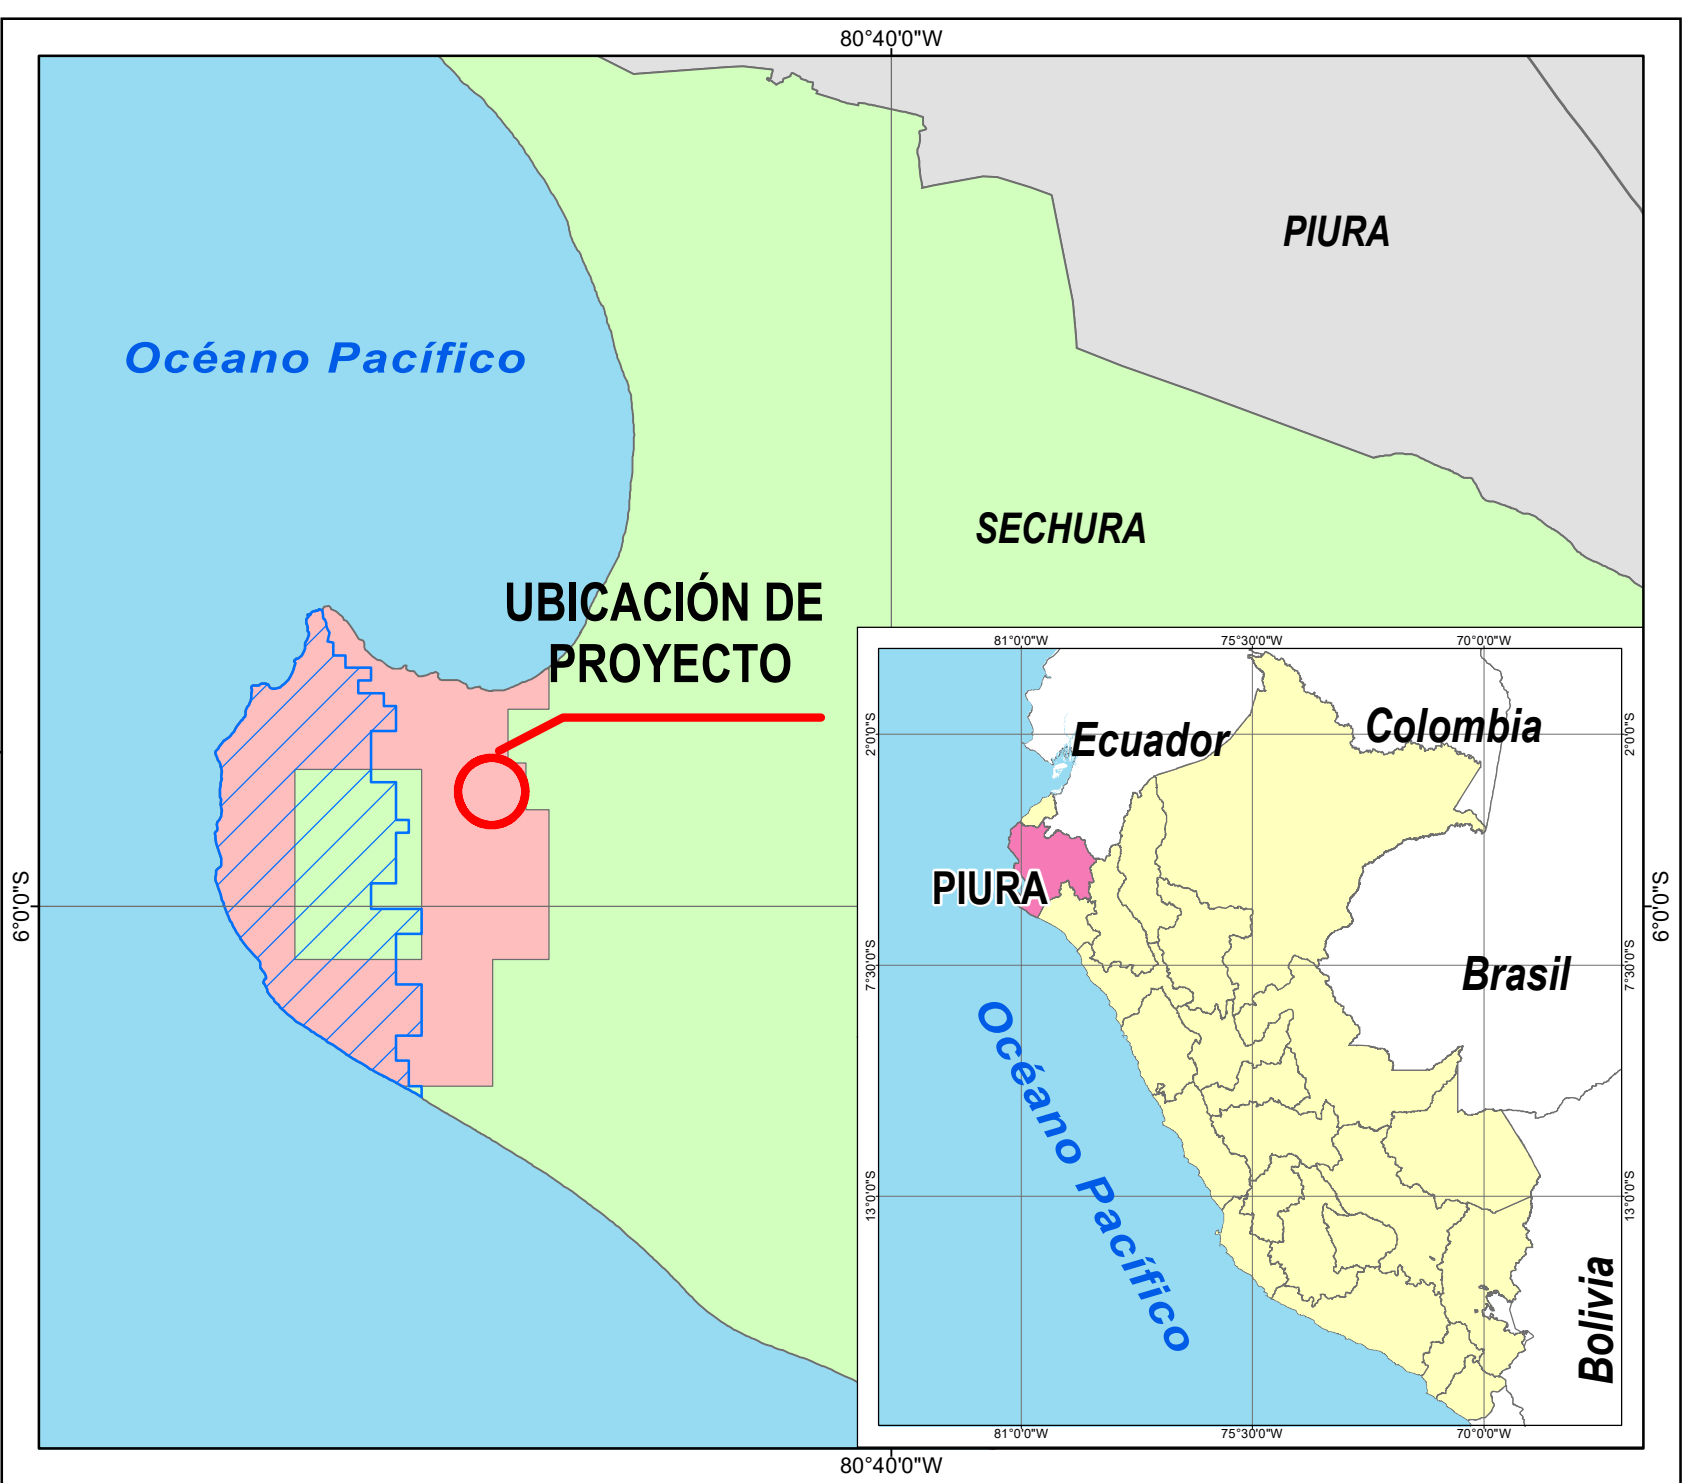 80°40'0"W
PIURA
Océano Pacífico
SECHURA
UBICACIÓN DE
PROYECTO
6°0'0"S
6°0'0"S
81°0'0"W
75°30'0"W
70°0'0"W
2°0'0"S
2°0'0"S
Ecuador
Colombia
PIURA
7°30'0"S
7°30'0"S
Brasil
Océano Pacífico
13°0'0"S
13°0'0"S
Bolivia
81°0'0"W
75°30'0"W
70°0'0"W
80°40'0"W